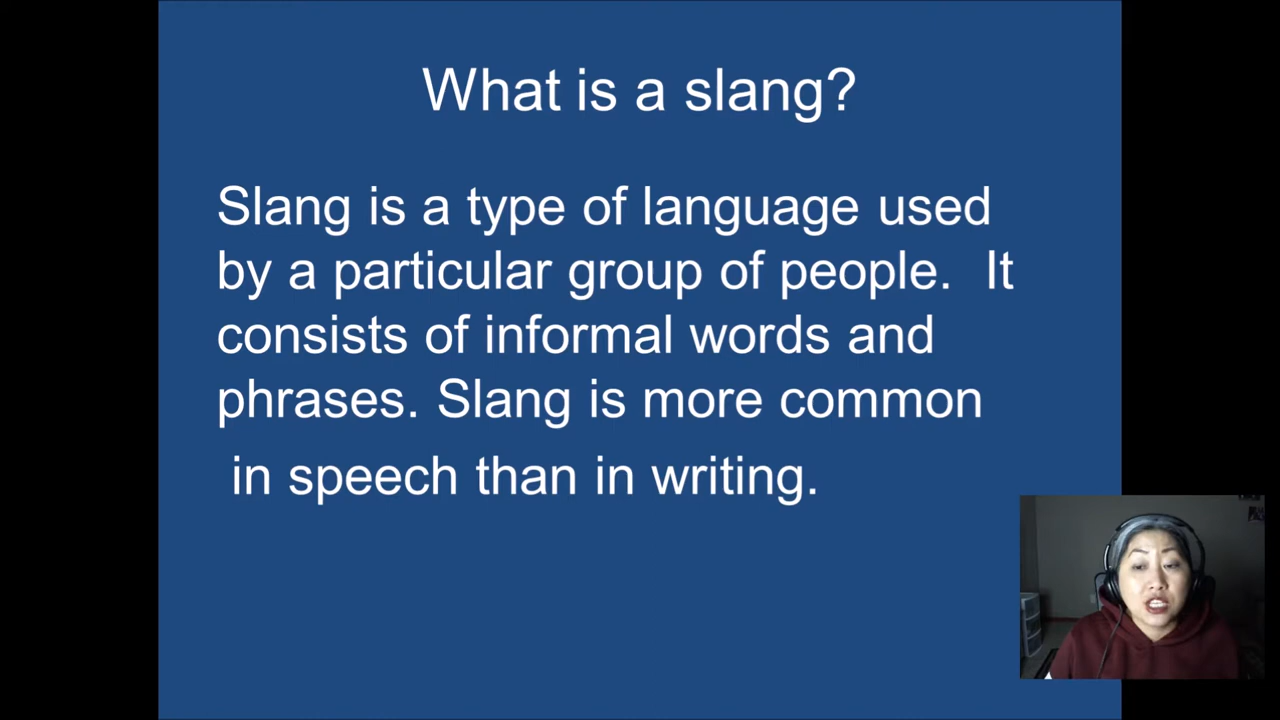 What is a slang?
Slang is a type of language used
by a particular group of people.  It
consists of informal words and
phrases. Slang is more common
in speech than in writing.